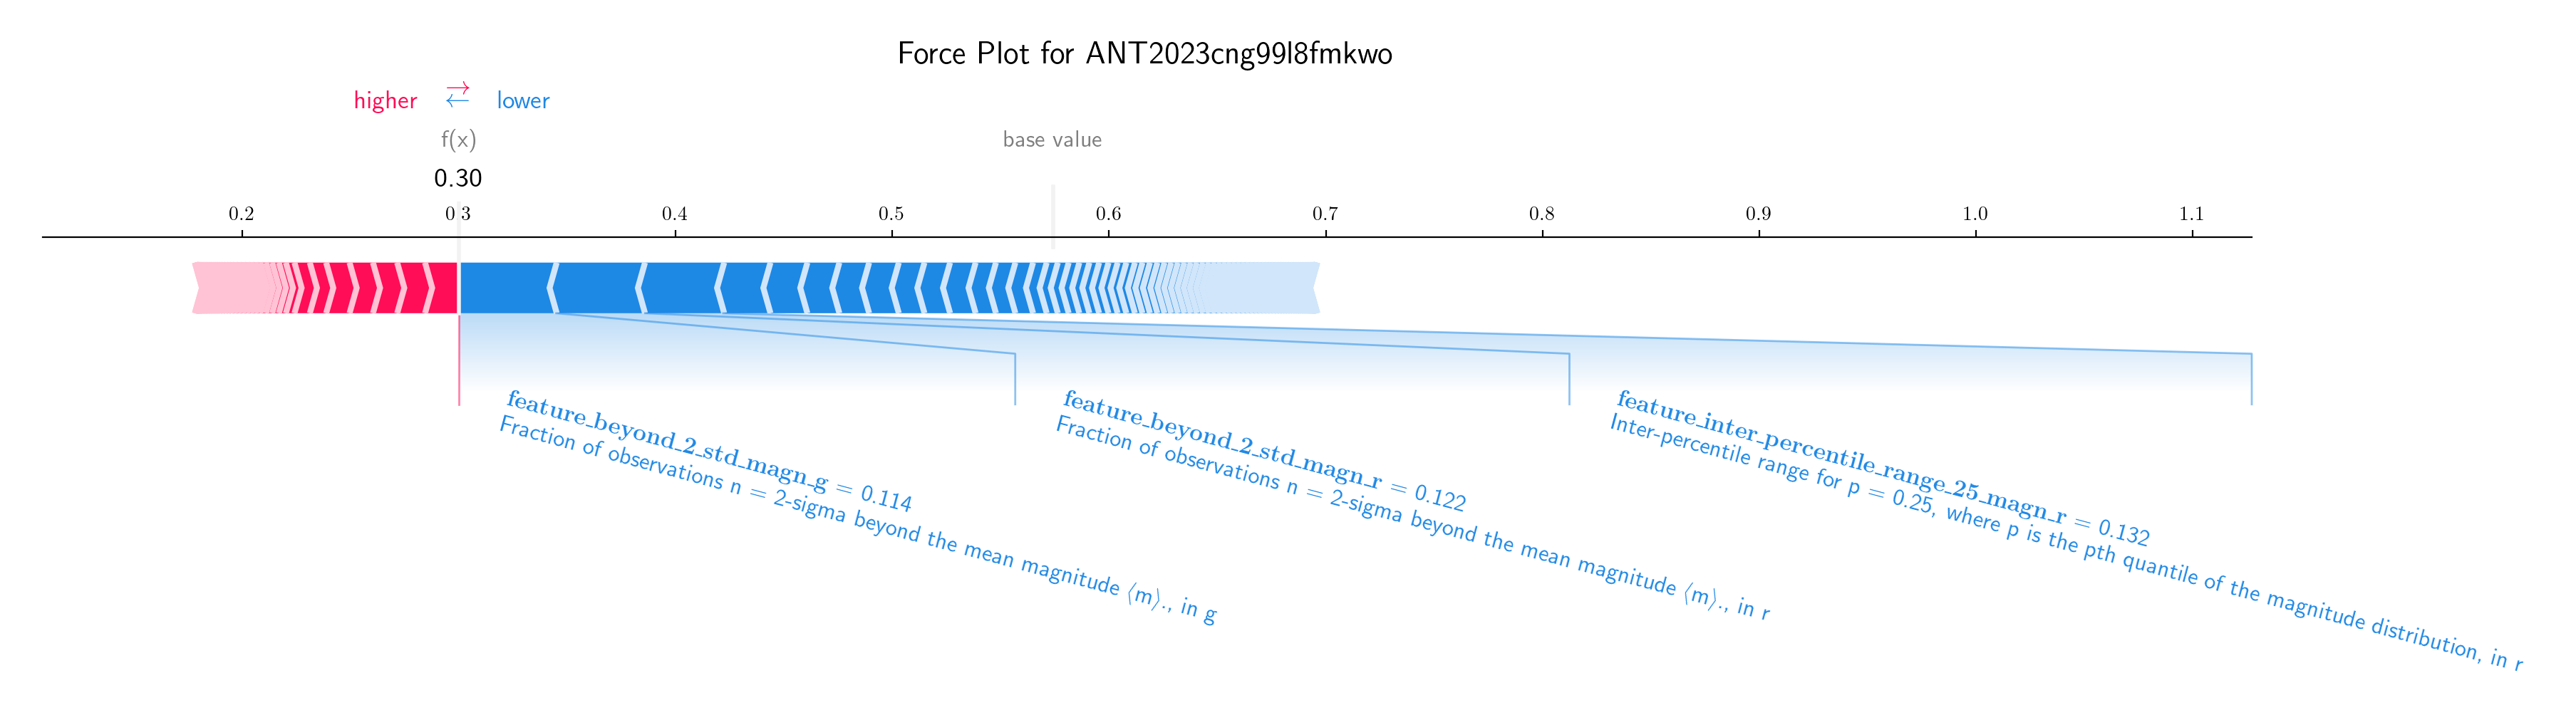 Force Plot for ANT2023cng99l8fmkwo
higher ⇄ lower
f(x)
base value
0.30
0.2 0.3 0.4 0.5 0.6 0.7 0.8 0.9 1.0 1.1
feature_beyond_2_std_magn_g = 0.114
Fraction of observations n = 2-sigma beyond the mean magnitude ⟨m⟩., in g
feature_beyond_2_std_magn_r = 0.122
Fraction of observations n = 2-sigma beyond the mean magnitude ⟨m⟩., in r
feature_inter_percentile_range_25_magn_r = 0.132
Inter-percentile range for p = 0.25, where p is the pth quantile of the magnitude distribution, in r